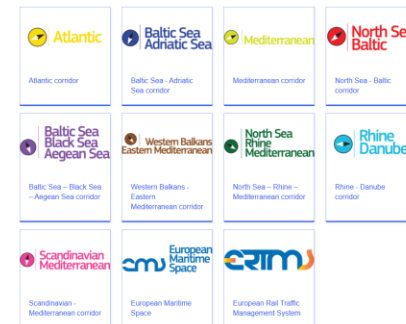 Atlantic
Atlantic corridor
Baltic Sea
Adriatic Sea
Baltic Sea - Adriatic
Sea corridor
Mediterranean
Mediterranean corridor
North Sea
Baltic
North Sea - Baltic
corridor
Baltic Sea
Black Sea
Aegean Sea
Baltic Sea – Black Sea
– Aegean Sea corridor
Western Balkans
Eastern Mediterranean
Western Balkans -
Eastern
Mediterranean corridor
North Sea
Rhine
Mediterranean
North Sea – Rhine –
Mediterranean corridor
Rhine
Danube
Rhine - Danube
corridor
Scandinavian
Mediterranean
Scandinavian -
Mediterranean corridor
ems
European
Maritime
Space
European Maritime
Space
ERTMS
European Rail Traffic
Management System